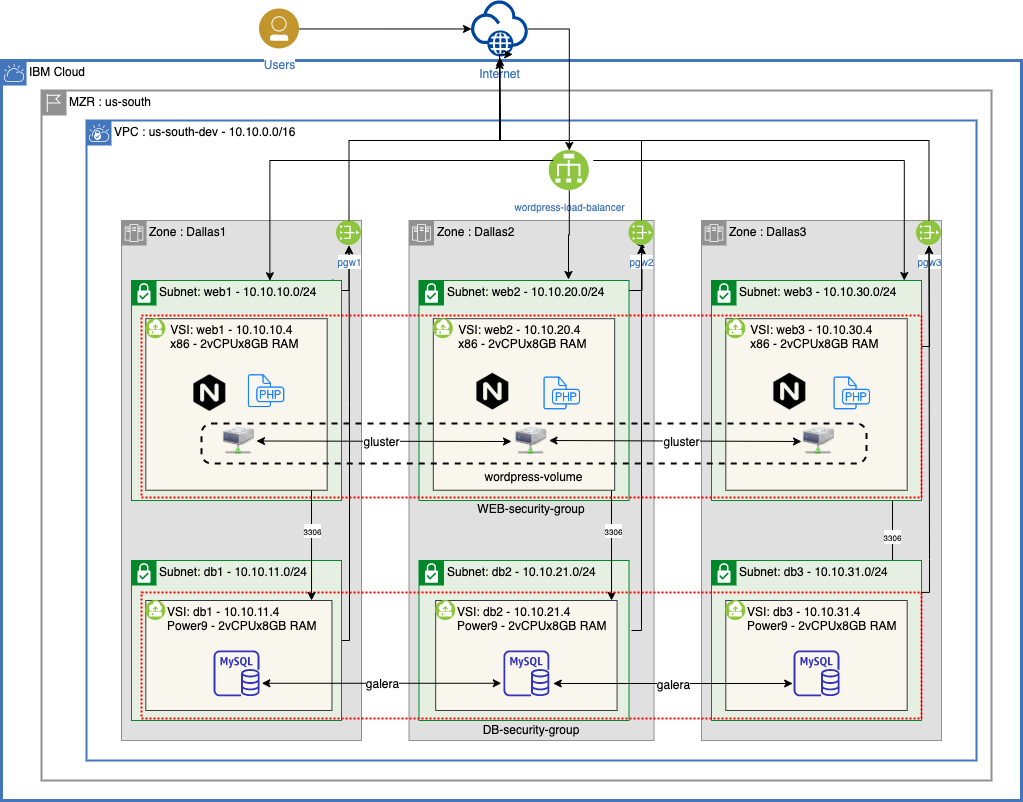 Users
Internet
IBM Cloud
MZR : us-south
VPC : us-south-dev - 10.10.0.0/16
wordpress-load-balancer
Zone : Dallas1
Zone : Dallas2
Zone : Dallas3
pgw1
pgw2
pgw3
Subnet: web1 - 10.10.10.0/24
Subnet: web2 - 10.10.20.0/24
Subnet: web3 - 10.10.30.0/24
VSI: web1 - 10.10.10.4
x86 - 2vCPUx8GB RAM
VSI: web2 - 10.10.20.4
x86 - 2vCPUx8GB RAM
VSI: web3 - 10.10.30.4
x86 - 2vCPUx8GB RAM
N
PHP
N
PHP
N
PHP
gluster
gluster
wordpress-volume
WEB-security-group
3306
3306
3306
Subnet: db1 - 10.10.11.0/24
Subnet: db2 - 10.10.21.0/24
Subnet: db3 - 10.10.31.0/24
VSI: db1 - 10.10.11.4
Power9 - 2vCPUx8GB RAM
VSI: db2 - 10.10.21.4
Power9 - 2vCPUx8GB RAM
VSI: db3 - 10.10.31.4
Power9 - 2vCPUx8GB RAM
MySQL
MySQL
MySQL
galera
galera
DB-security-group